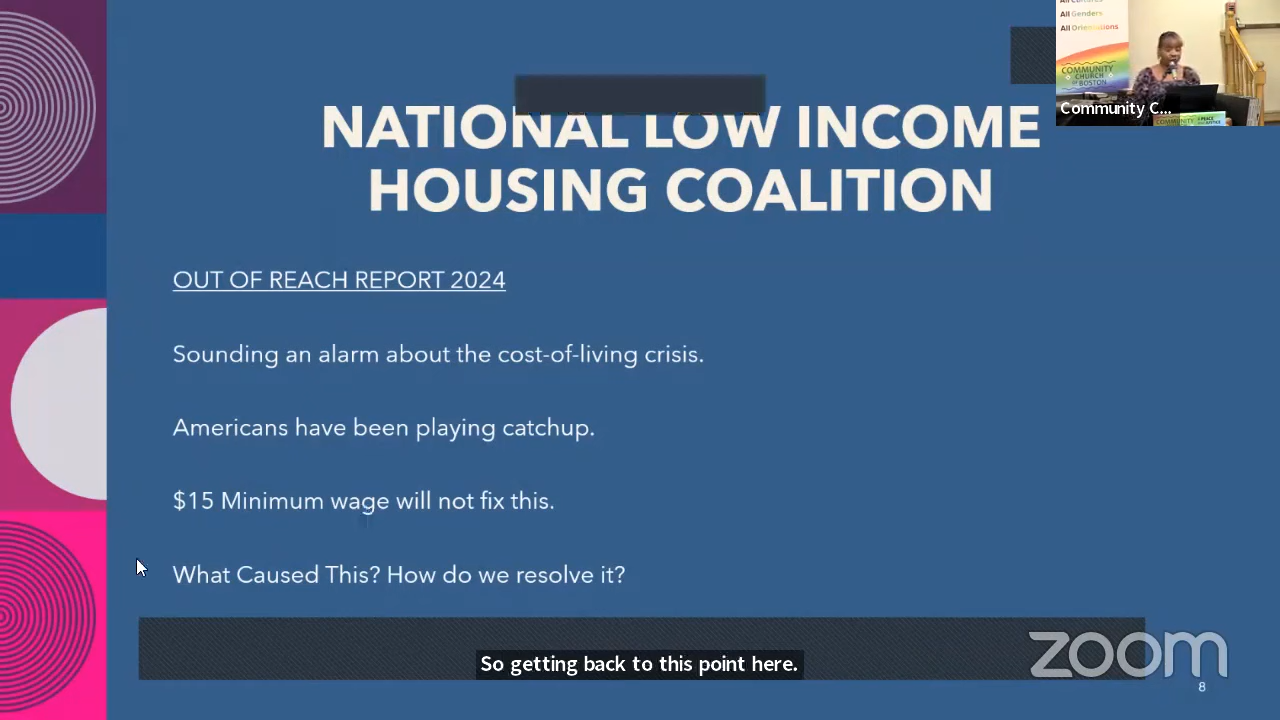 All Genders
All Orientations
COMMUNITY
CHURCH
OF BOSTON
Community C...
NATIONAL LOW INCOME
HOUSING COALITION
OUT OF REACH REPORT 2024
Sounding an alarm about the cost-of-living crisis.
Americans have been playing catchup.
$15 Minimum wage will not fix this.
What Caused This? How do we resolve it?
So getting back to this point here.
zoom
8